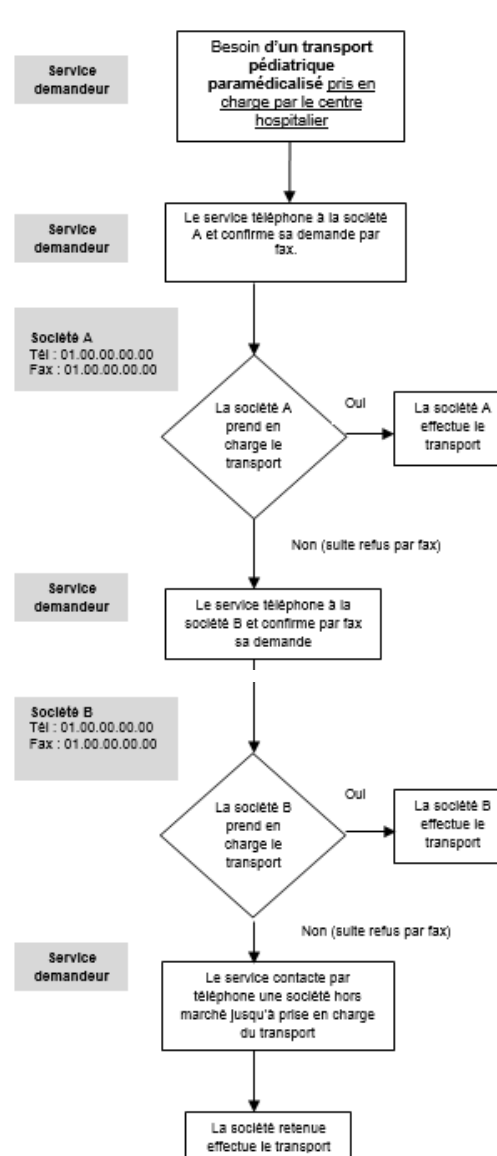 Service
demandeur
Besoin d'un transport
pédiatrique
paramédicalisé pris en
charge par le centre
hospitalier
Service
demandeur
Le service téléphone à la société
A et confirme sa demande par
fax.
Société A
Tél : 01.00.00.00.00
Fax : 01.00.00.00.00
La société A
prend en
charge le
transport
Oui
La société A
effectue le
transport
Non (suite refus par fax)
Service
demandeur
Le service téléphone à la
société B et confirme par fax
sa demande
Société B
Tél : 01.00.00.00.00
Fax : 01.00.00.00.00
La société B
prend en
charge le
transport
Oui
La société B
effectue le
transport
Non (suite refus par fax)
Service
demandeur
Le service contacte par
téléphone une société hors
marché jusqu'à prise en charge
du transport
La société retenue
effectue le transport